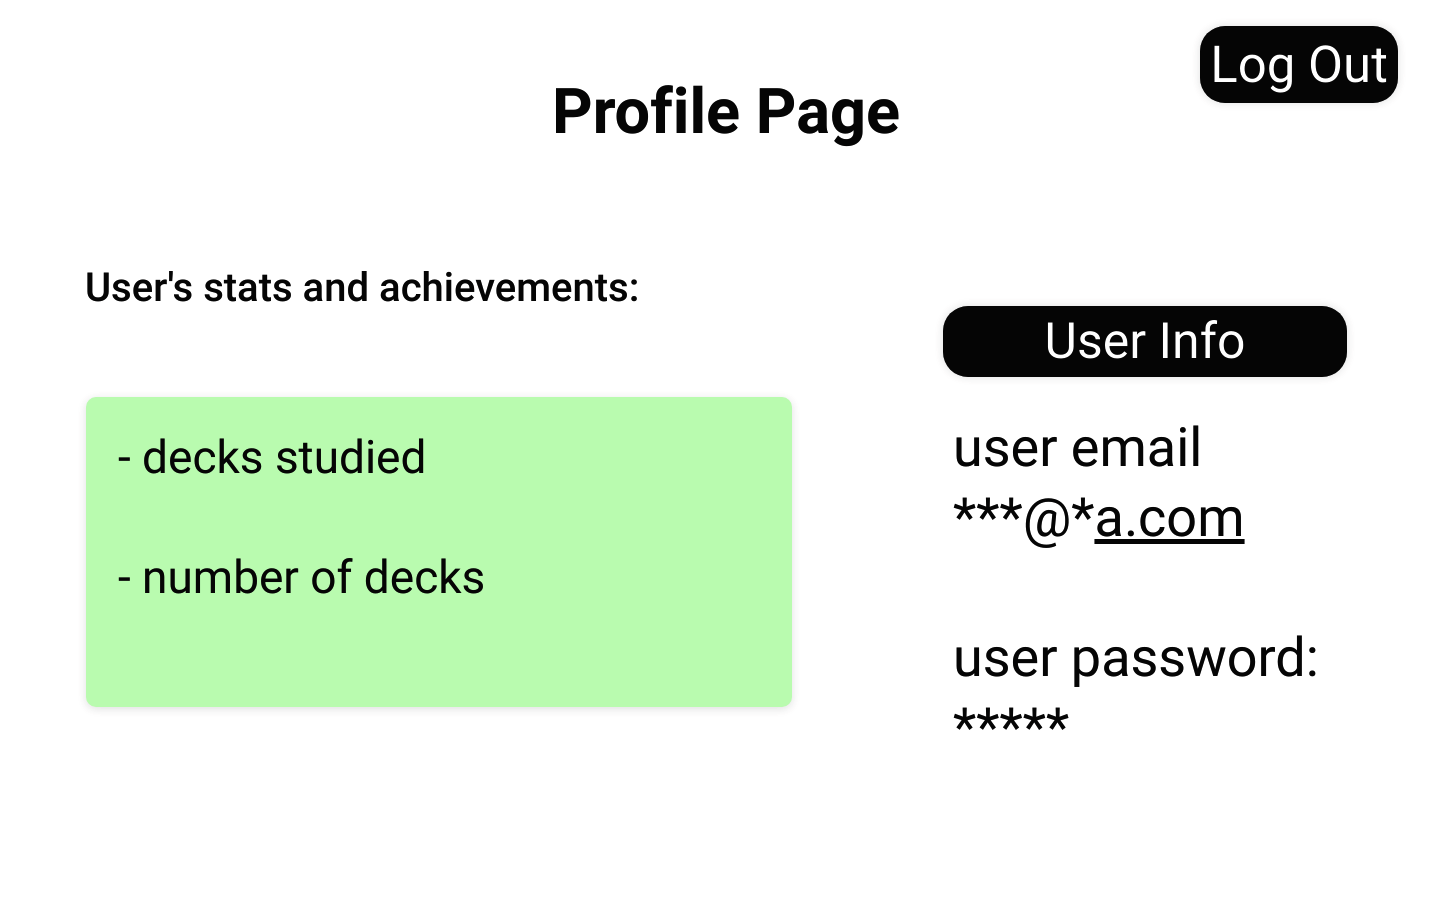 Log Out
Profile Page
User's stats and achievements:
- decks studied
- number of decks
User Info
user email
***@*a.com
user password:
*****